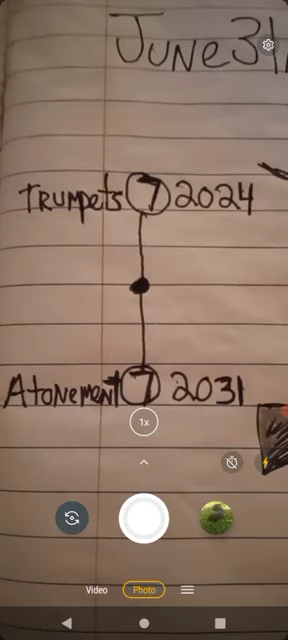 June 31
Trumpets 7 2024
Atonement 7 2031
1x
Video Photo